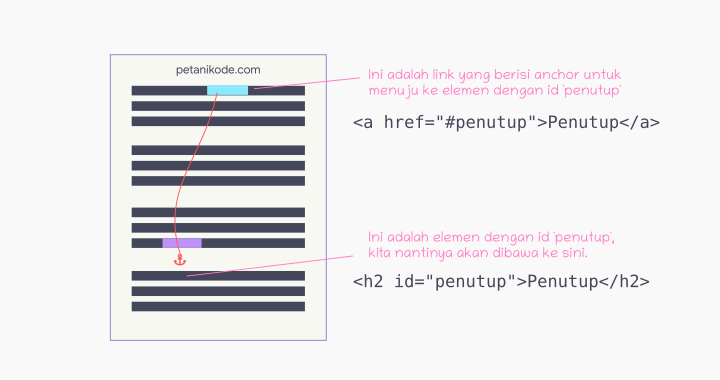 petanikode.com
Ini adalah link yang berisi anchor untuk
menuju ke elemen dengan id `penutup`
<a href="#penutup">Penutup</a>
Ini adalah elemen dengan id `penutup`,
kita nantinya akan dibawa ke sini.
<h2 id="penutup">Penutup</h2>